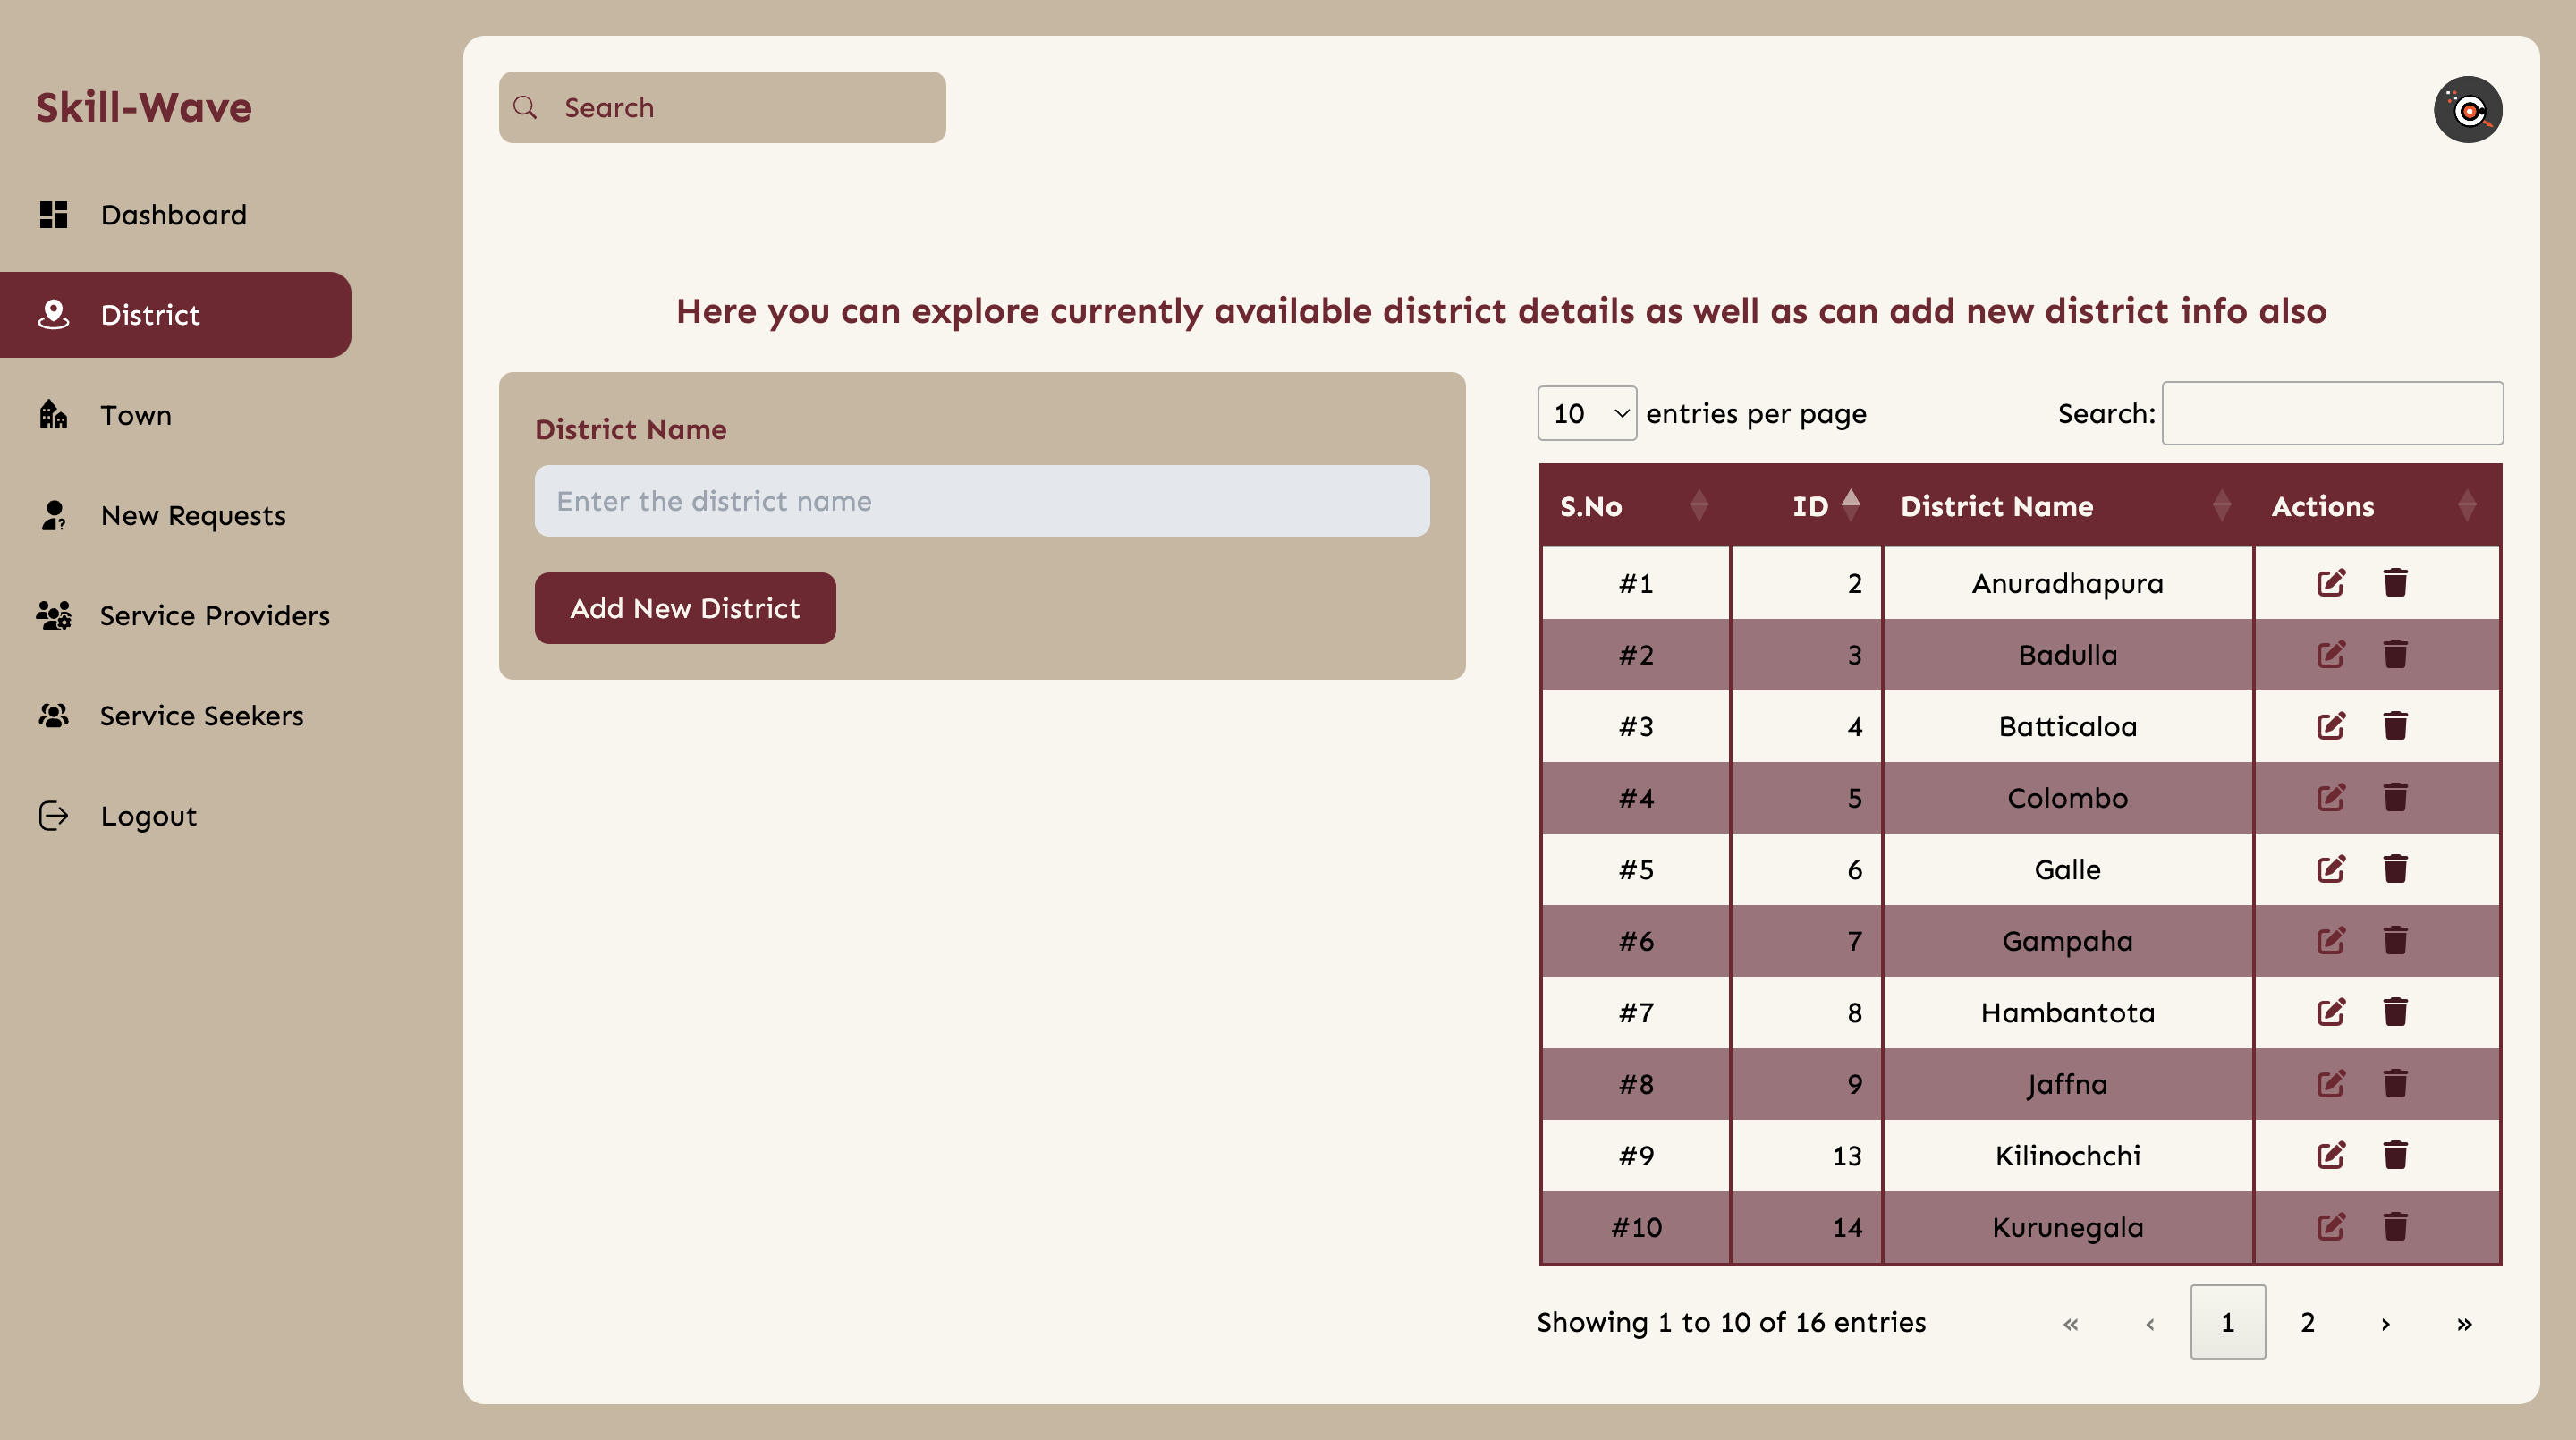 Skill-Wave
Dashboard
District
Town
New Requests
Service Providers
Service Seekers
Logout
Search
Here you can explore currently available district details as well as can add new district info also
District Name
Enter the district name
Add New District
10 entries per page Search:
S.No ID District Name Actions
#1 2 Anuradhapura
#2 3 Badulla
#3 4 Batticaloa
#4 5 Colombo
#5 6 Galle
#6 7 Gampaha
#7 8 Hambantota
#8 9 Jaffna
#9 13 Kilinochchi
#10 14 Kurunegala
Showing 1 to 10 of 16 entries « ‹ 1 2 › »